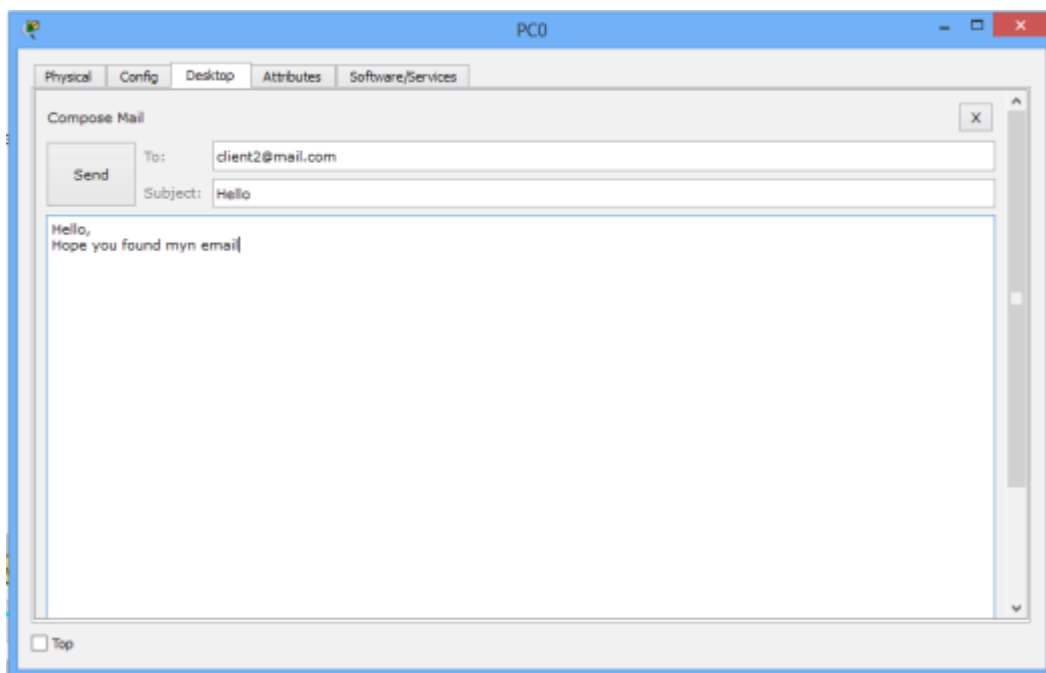 PC0
Physical Config Desktop Attributes Software/Services
Compose Mail X
Send
To: client2@mail.com
Subject: Hello
Hello,
Hope you found myn email
Top